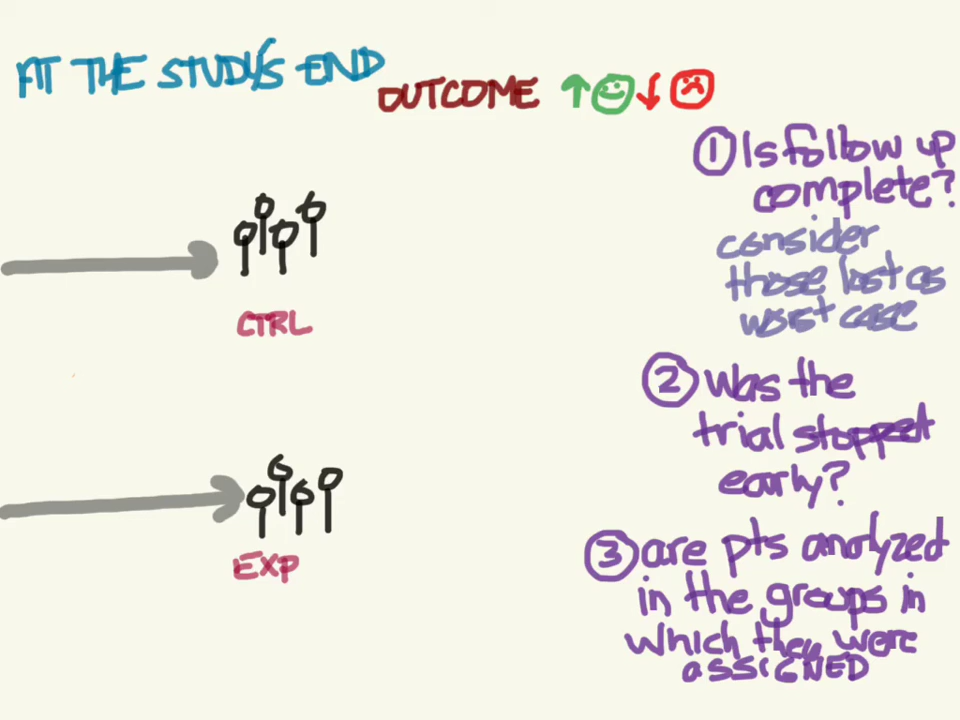 AT THE STUDY'S END
OUTCOME
① Is follow up
complete?
consider
those lost as
worst case
CTRL
② Was the
trial stopped
early?
③ are pts analyzed
in the groups in
which they were
ASSIGNED
EXP